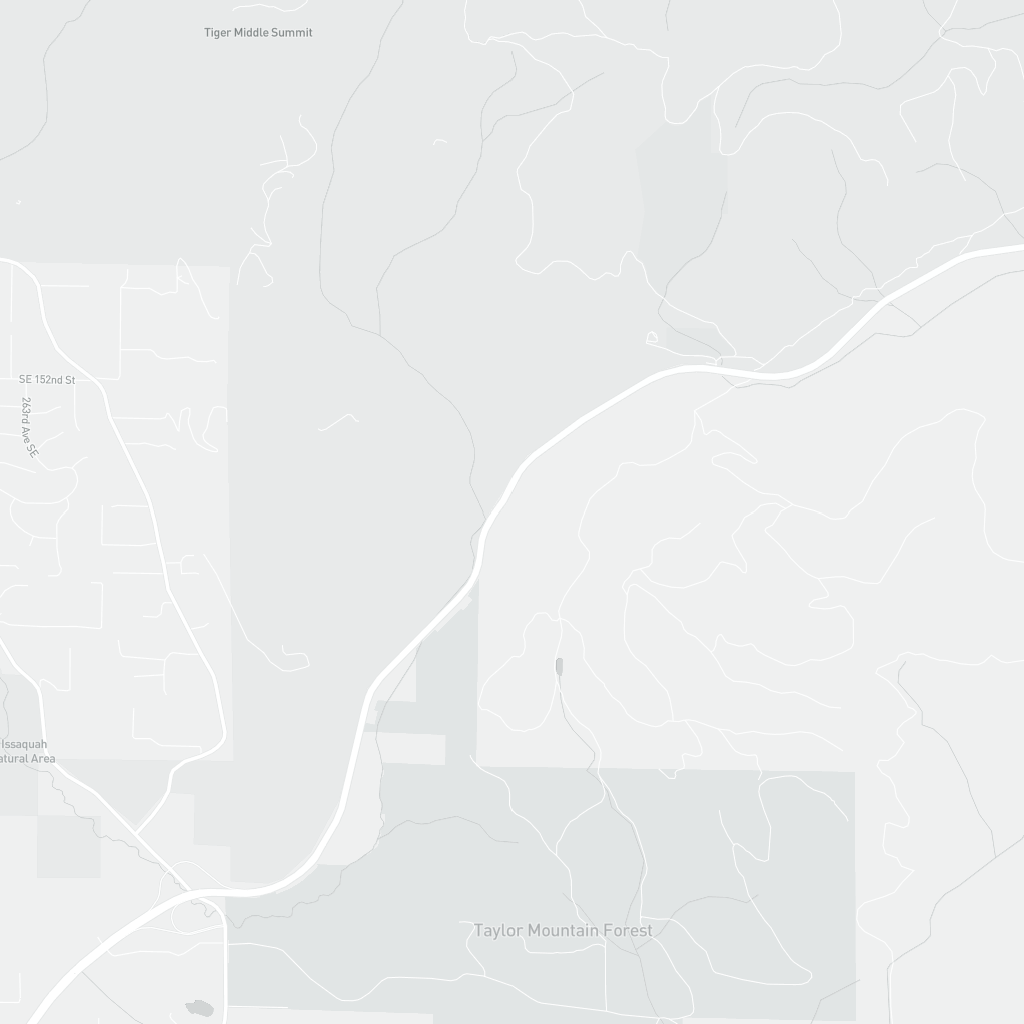 Tiger Middle Summit
SE 152nd St
263rd Ave SE
Issaquah
atural Area
Taylor Mountain Forest